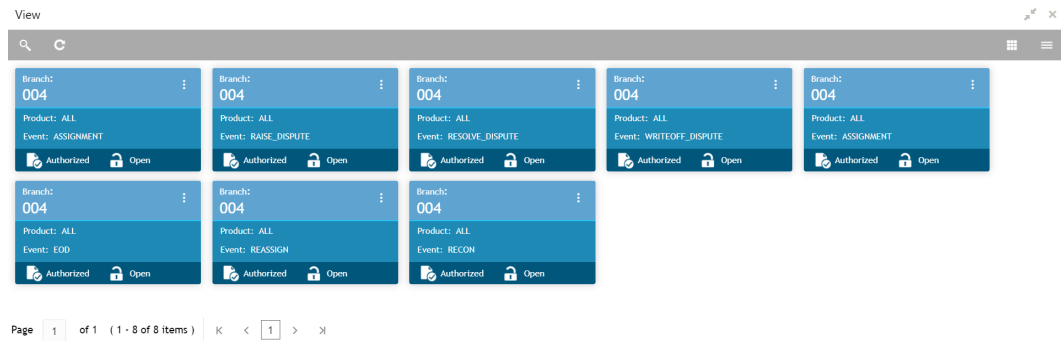 View
Branch: Branch: Branch: Branch: Branch:
004 004 004 004 004
Product: ALL Product: ALL Product: ALL Product: ALL Product: ALL
Event: ASSIGNMENT Event: RAISE_DISPUTE Event: RESOLVE_DISPUTE Event: WRITEOFF_DISPUTE Event: ASSIGNMENT
Authorized Open Authorized Open Authorized Open Authorized Open Authorized Open
Branch: Branch: Branch:
004 004 004
Product: ALL Product: ALL Product: ALL
Event: EOD Event: REASSIGN Event: RECON
Authorized Open Authorized Open Authorized Open
Page 1 of 1 ( 1 - 8 of 8 items ) 1